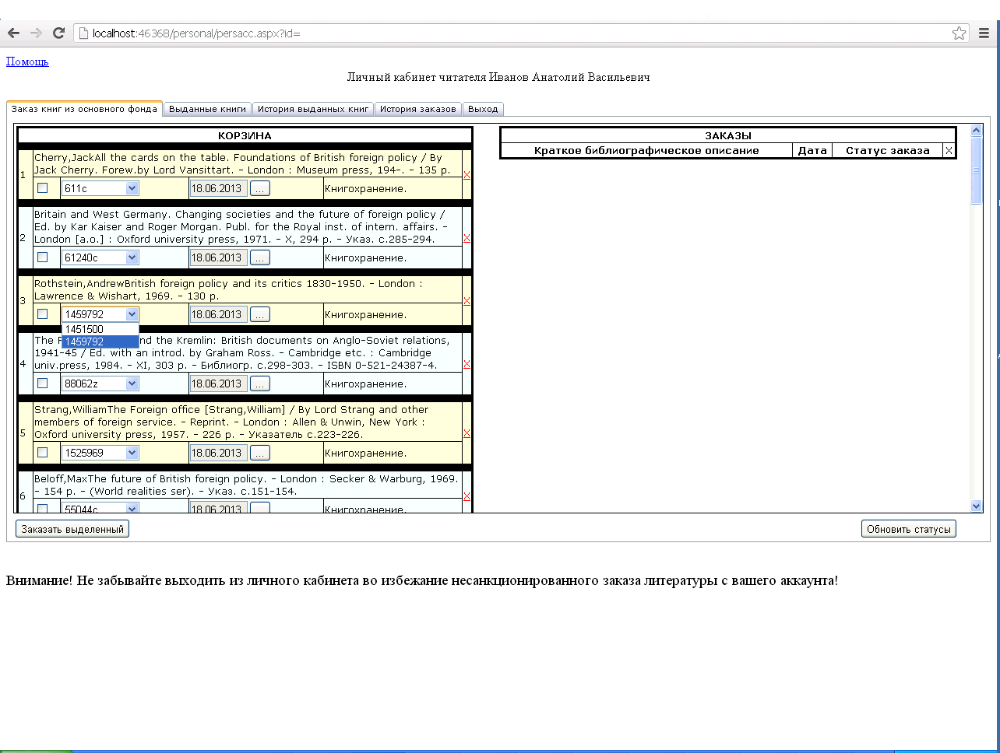 localhost:46368/personal/persacc.aspx?id=
Помощь
Личный кабинет читателя Иванов Анатолий Васильевич
Заказ книг из основного фонда Выданные книги История выданных книг История заказов Выход
КОРЗИНА
1
Cherry,JackAll the cards on the table. Foundations of British foreign policy / By
Jack Cherry. Forew.by Lord Vansittart. - London : Museum press, 194-. - 135 p.
X
611c 18.06.2013 ... Книгохранение.
2
Britain and West Germany. Changing societies and the future of foreign policy /
Ed. by Kar Kaiser and Roger Morgan. Publ. for the Royal inst. of intern. affairs. -
London [a.o.] : Oxford university press, 1971. - X, 294 p. - Указ. с.285-294.
X
61240c 18.06.2013 ... Книгохранение.
3
Rothstein,AndrewBritish foreign policy and its critics 1830-1950. - London :
Lawrence & Wishart, 1969. - 130 p.
X
1459792 18.06.2013 ... Книгохранение.
1451500
1459792
4
The F nd the Kremlin: British documents on Anglo-Soviet relations,
1941-45 / Ed. with an introd. by Graham Ross. - Cambridge etc. : Cambridge
univ.press, 1984. - XI, 303 p. - Библиогр. с.298-303. - ISBN 0-521-24387-4.
X
88062z 18.06.2013 ... Книгохранение.
5
Strang,WilliamThe Foreign office [Strang,William] / By Lord Strang and other
members of foreign service. - Reprint. - London : Allen & Unwin, New York :
Oxford university press, 1957. - 226 p. - Указатель с.223-226.
X
1525969 18.06.2013 ... Книгохранение.
6
Beloff,MaxThe future of British foreign policy. - London : Secker & Warburg, 1969.
- 154 p. - (World realities ser). - Указ. с.151-154.
X
55044c 18.06.2013 ... Книгохранение.
ЗАКАЗЫ
Краткое библиографическое описание Дата Статус заказа X
Заказать выделенный Обновить статусы
Внимание! Не забывайте выходить из личного кабинета во избежание несанкционированного заказа литературы с вашего аккаунта!